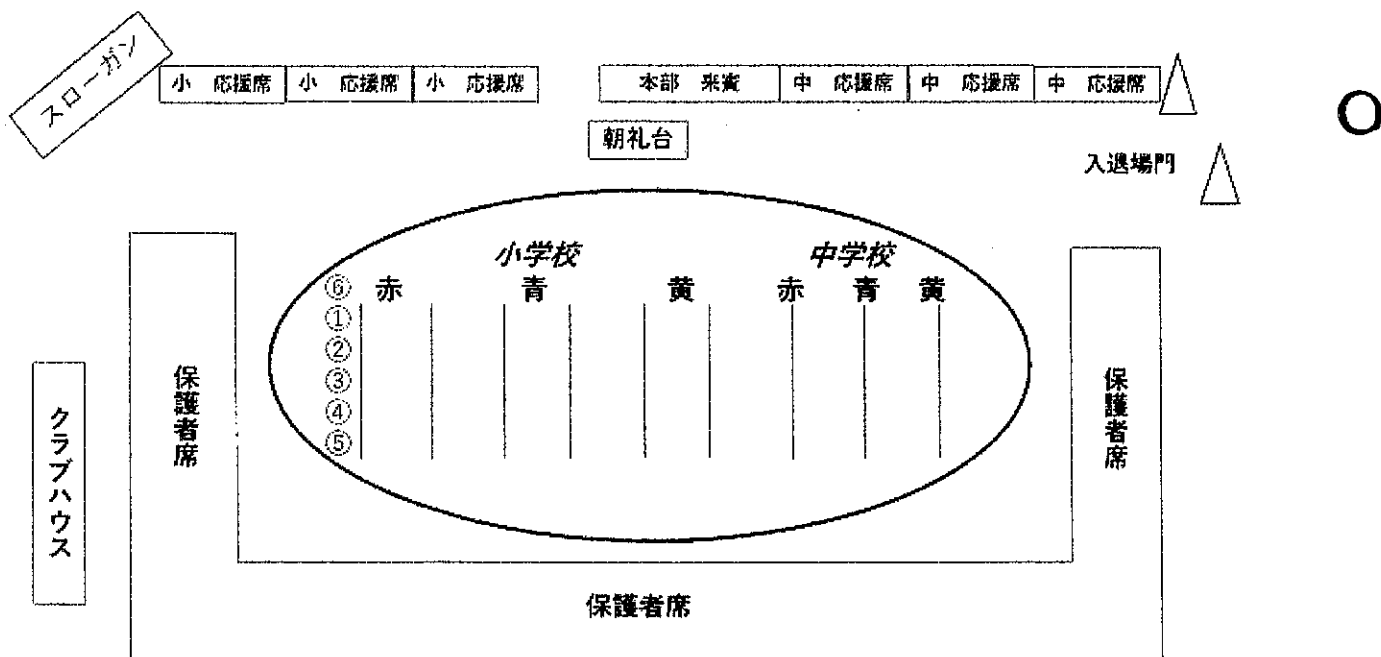 スローガン
小 応援席 小 応援席 小 応援席 本部 来賓 中 応援席 中 応援席 中 応援席
朝礼台
入退場門
小学校 中学校
⑥ 赤 青 黄 赤 青 黄
①
②
③
④
⑤
保護者席
保護者席
クラブハウス
保護者席